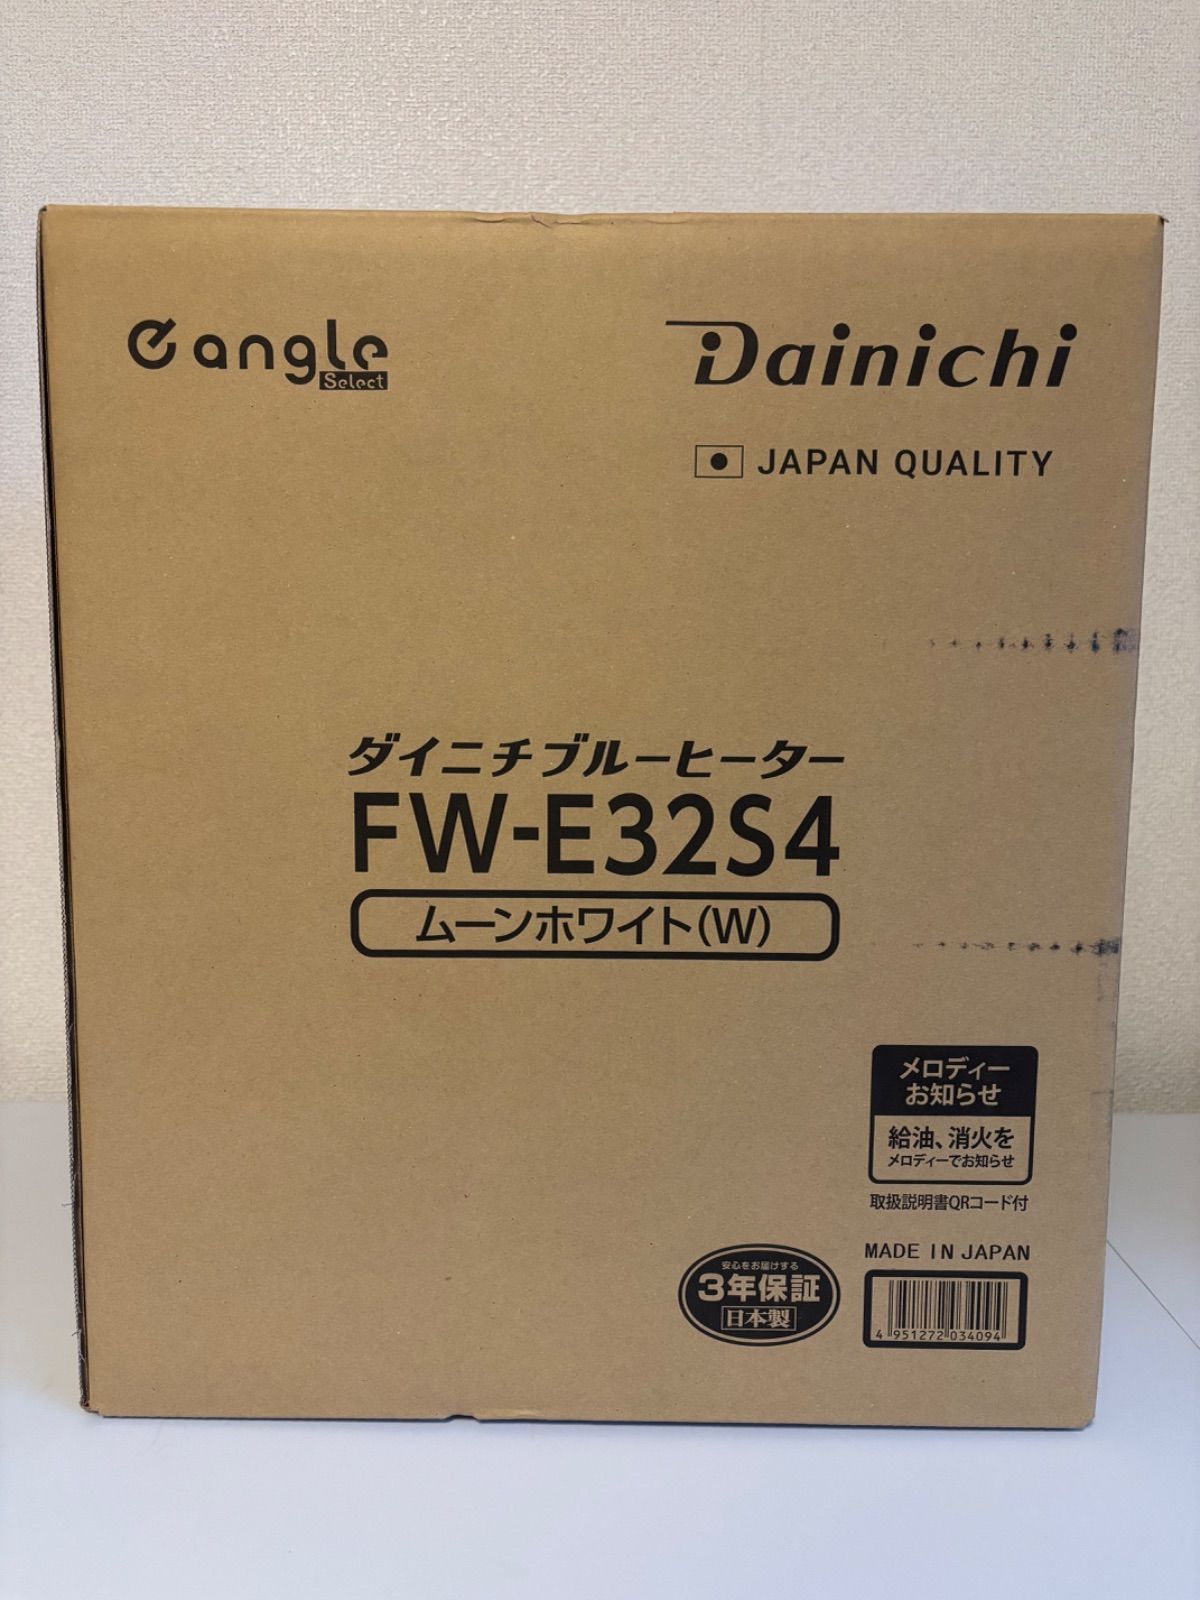 e angle
Select
Dainichi
JAPAN QUALITY
ダイニチブルーヒーター
FW-E32S4
ムーンホワイト(W)
メロディー
お知らせ
給油、消火を
メロディーでお知らせ
取扱説明書QRコード付
MADE IN JAPAN
安心をお届けする
3年保証
日本製
4 951272 034094